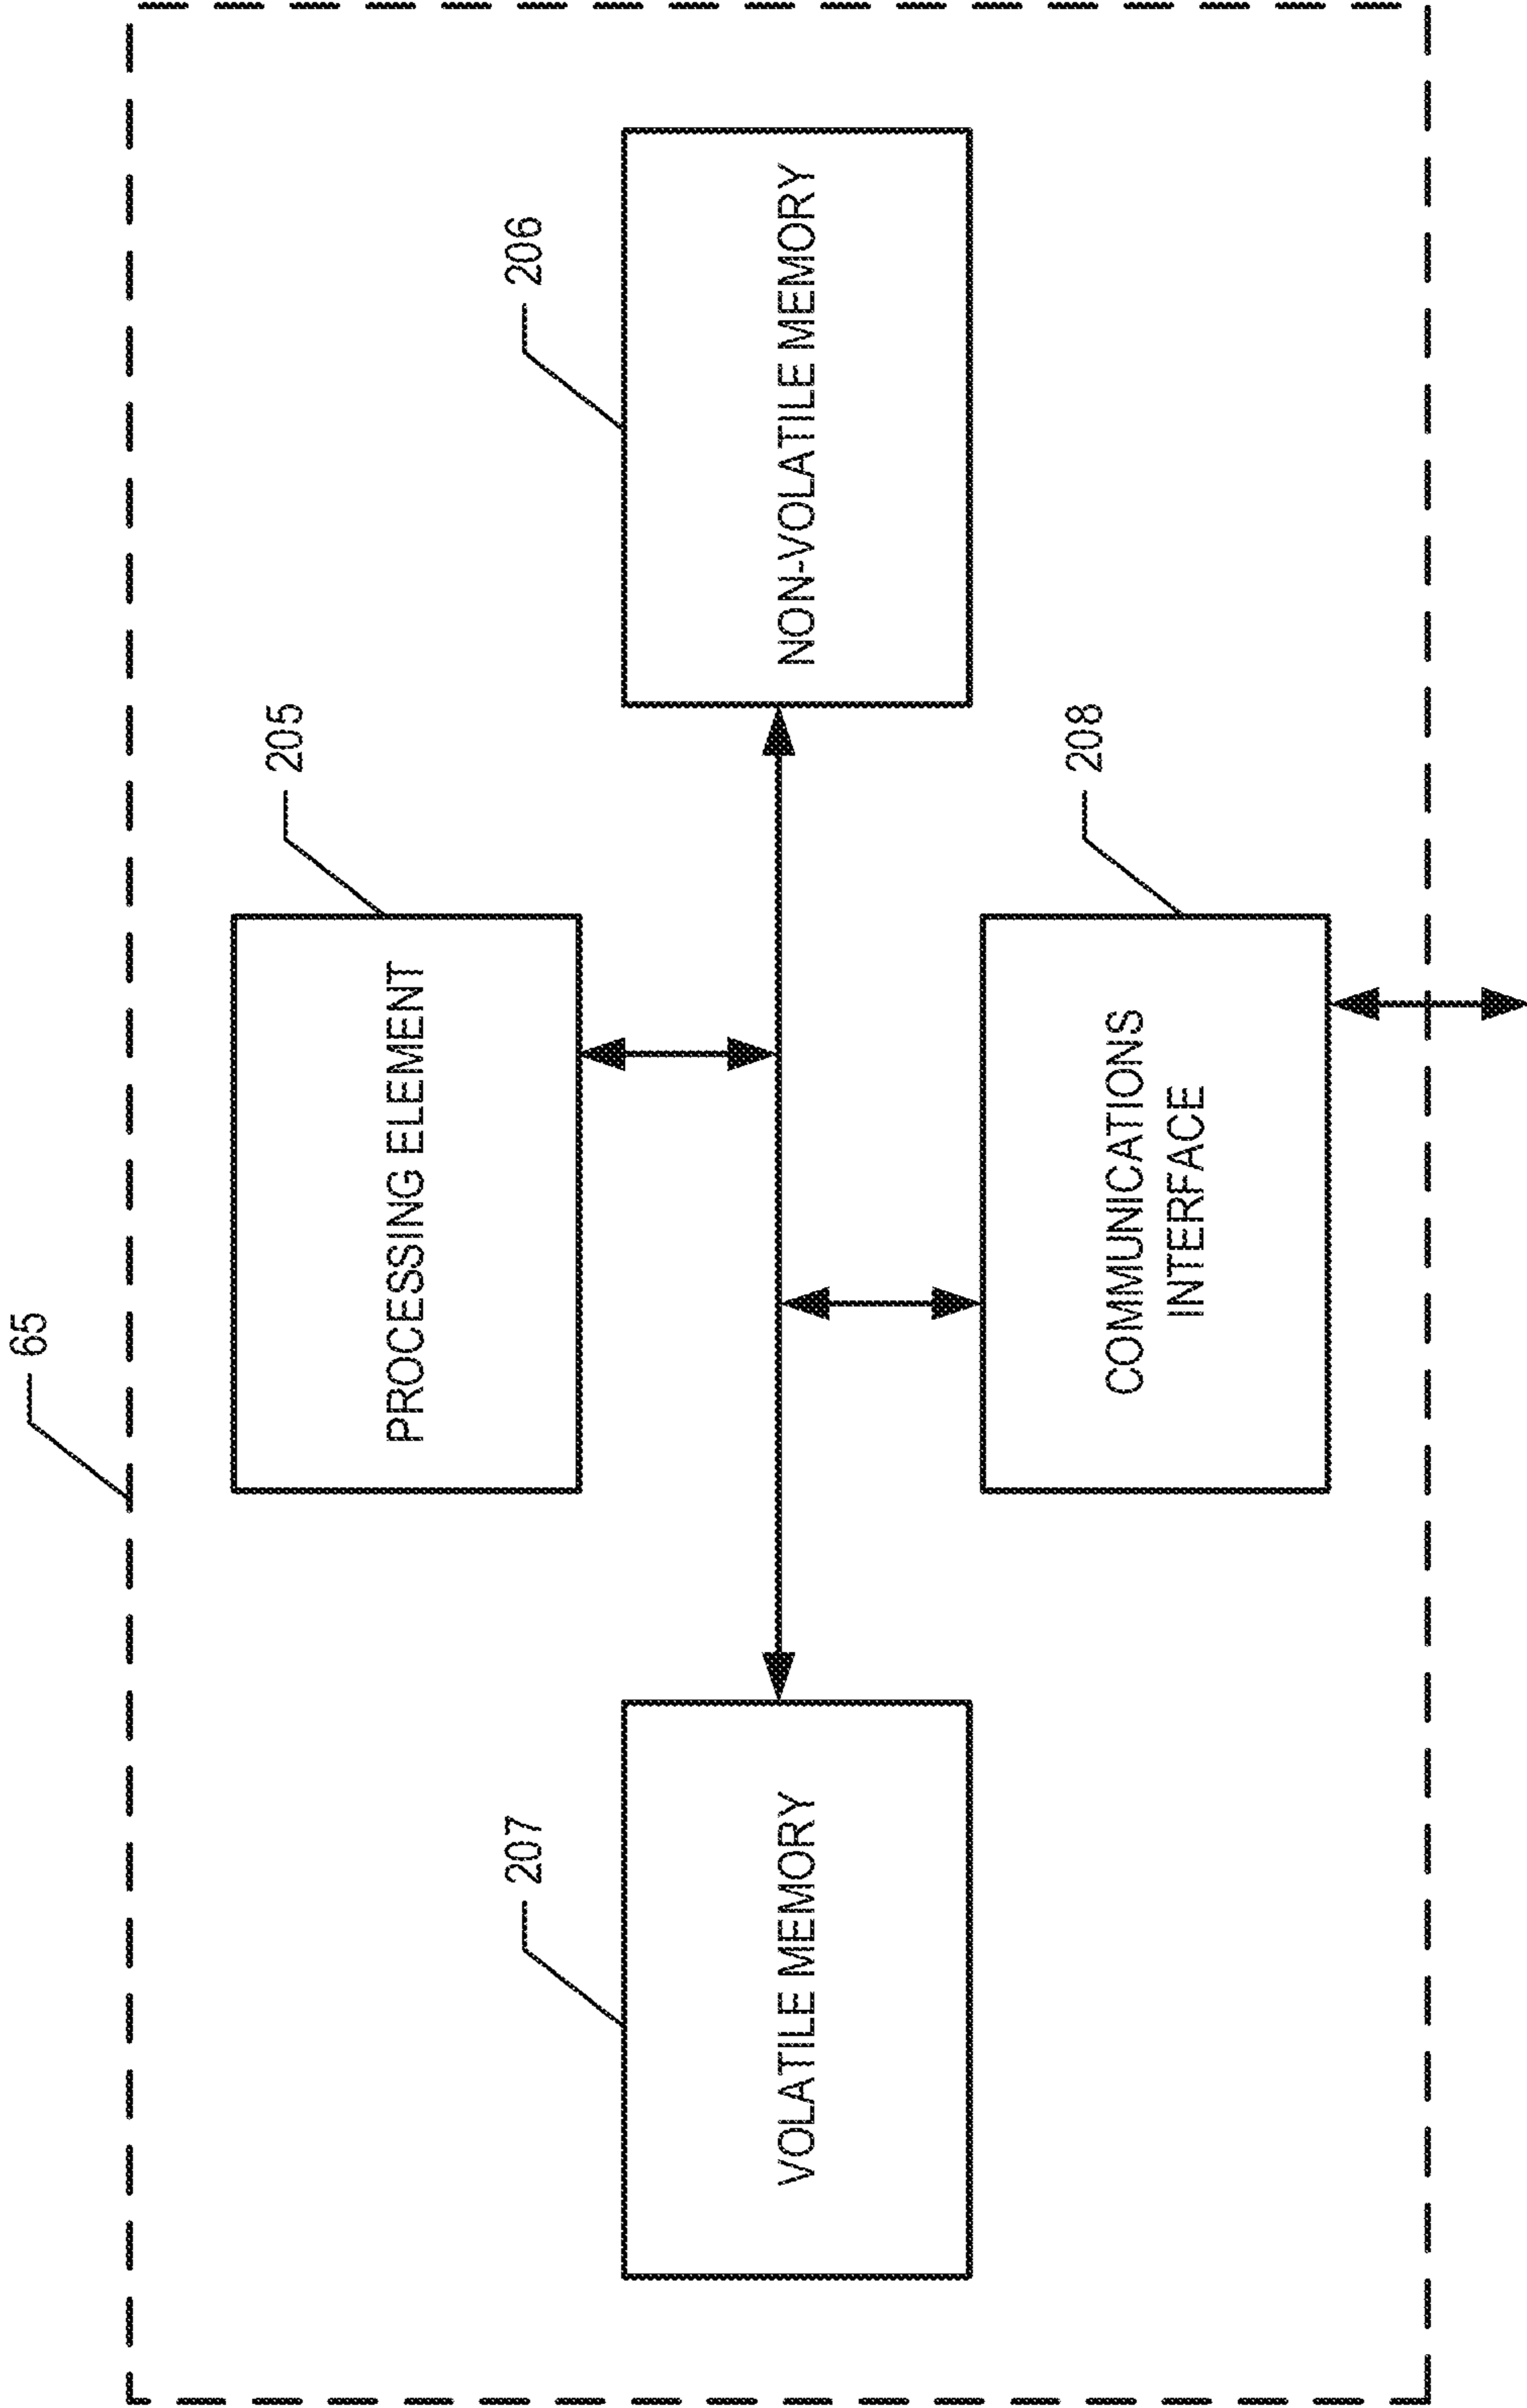 65
205
PROCESSING ELEMENT
207
VOLATILE MEMORY
206
NON-VOLATILE MEMORY
208
COMMUNICATIONS
INTERFACE